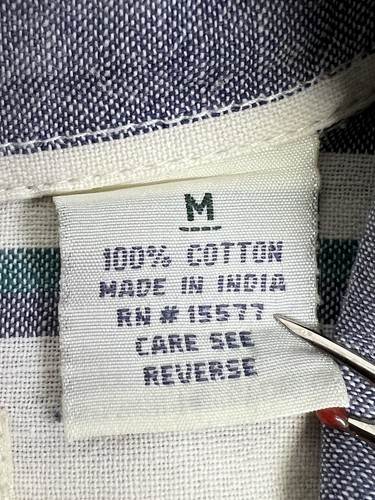 M
100% COTTON
MADE IN INDIA
RN # 15577
CARE SEE
REVERSE